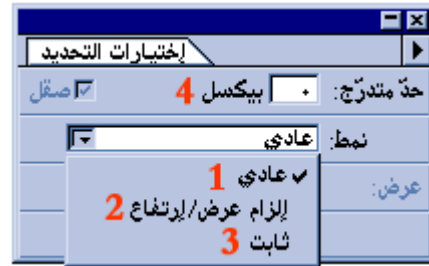 إختيارات التحديد
حدّ متدرّج: ٠ بيكسل 4 صقل
نمط: عادي
عادي 1
عرض:
إلزام عرض/إرتفاع 2
ثابت 3